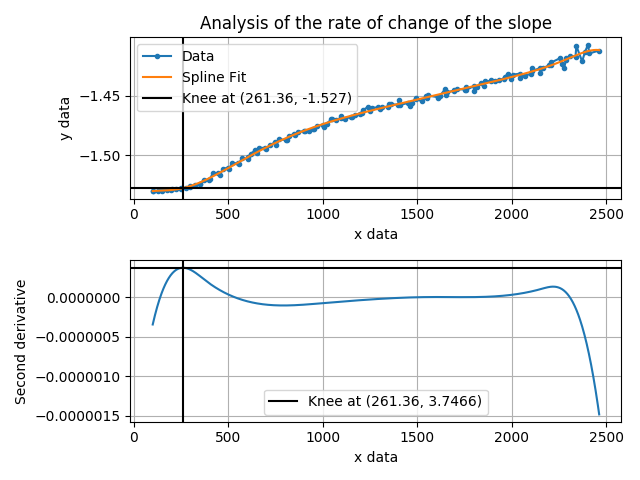 Analysis of the rate of change of the slope
Data
Spline Fit
Knee at (261.36, -1.527)
y data
−1.45
−1.50
0 500 1000 1500 2000 2500
x data
Second derivative
0.0000000
−0.0000005
−0.0000010
−0.0000015
Knee at (261.36, 3.7466)
0 500 1000 1500 2000 2500
x data